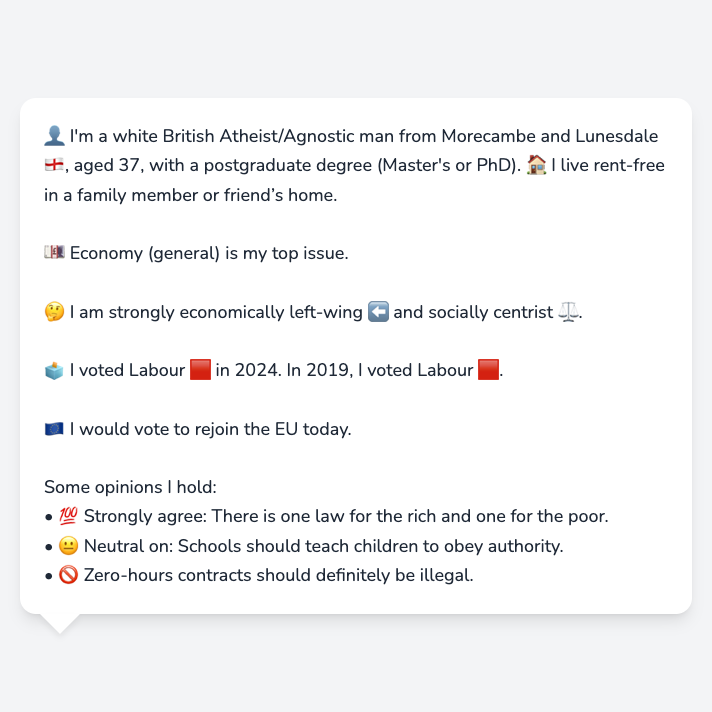 👤 I'm a white British Atheist/Agnostic man from Morecambe and Lunesdale
🏴󠁧󠁢󠁥󠁮󠁧󠁿, aged 37, with a postgraduate degree (Master's or PhD). 🏠 I live rent-free
in a family member or friend’s home.
💷 Economy (general) is my top issue.
🤔 I am strongly economically left-wing ⬅️ and socially centrist ⚖️.
🗳️ I voted Labour 🟥 in 2024. In 2019, I voted Labour 🟥.
🇪🇺 I would vote to rejoin the EU today.
Some opinions I hold:
• 💯 Strongly agree: There is one law for the rich and one for the poor.
• 😐 Neutral on: Schools should teach children to obey authority.
• 🚫 Zero-hours contracts should definitely be illegal.